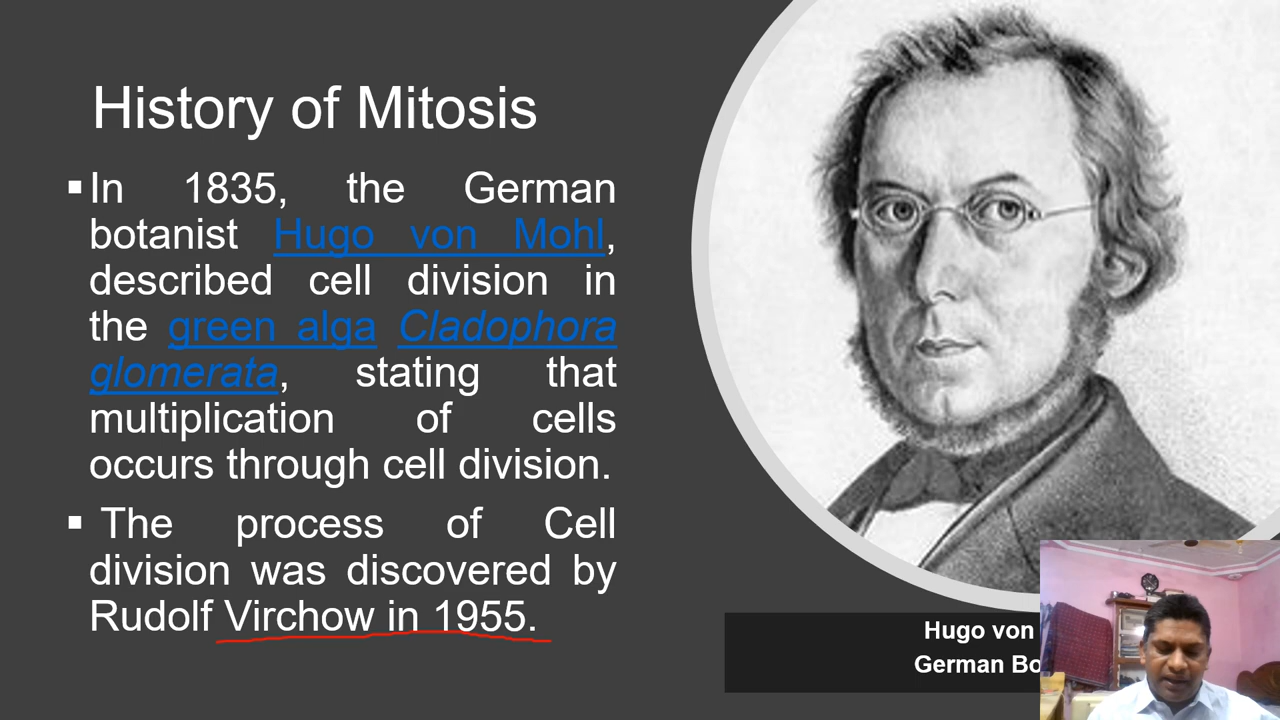 History of Mitosis
▪In 1835, the German
botanist Hugo von Mohl,
described cell division in
the green alga Cladophora
glomerata, stating that
multiplication of cells
occurs through cell division.
▪ The process of Cell
division was discovered by
Rudolf Virchow in 1955.
Hugo von
German Bo